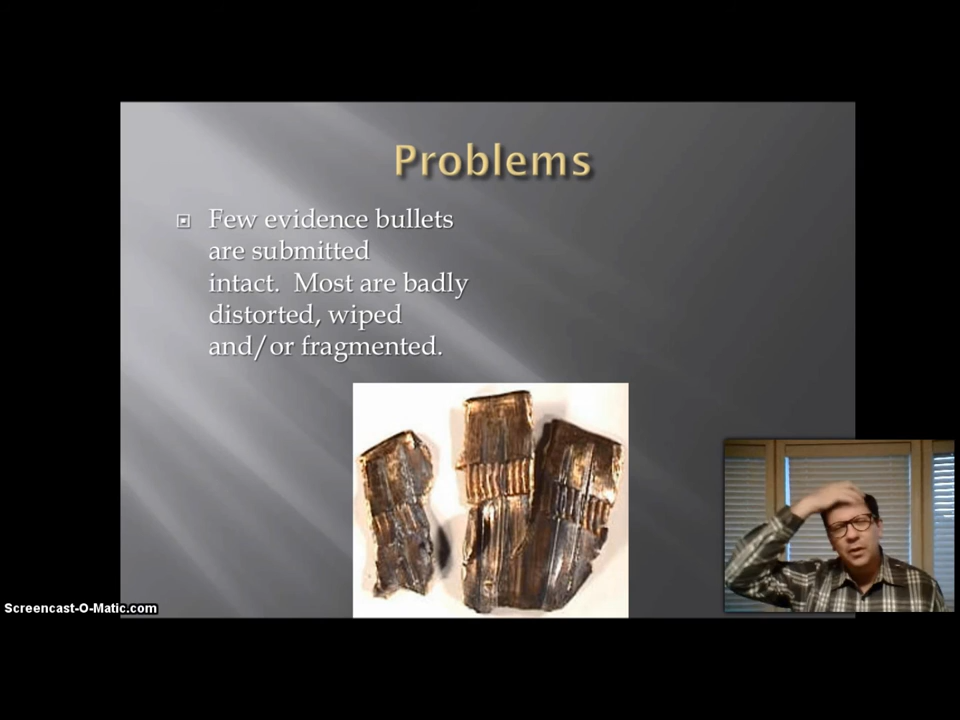 Problems
Few evidence bullets
are submitted
intact.  Most are badly
distorted, wiped
and/or fragmented.
Screencast-O-Matic.com